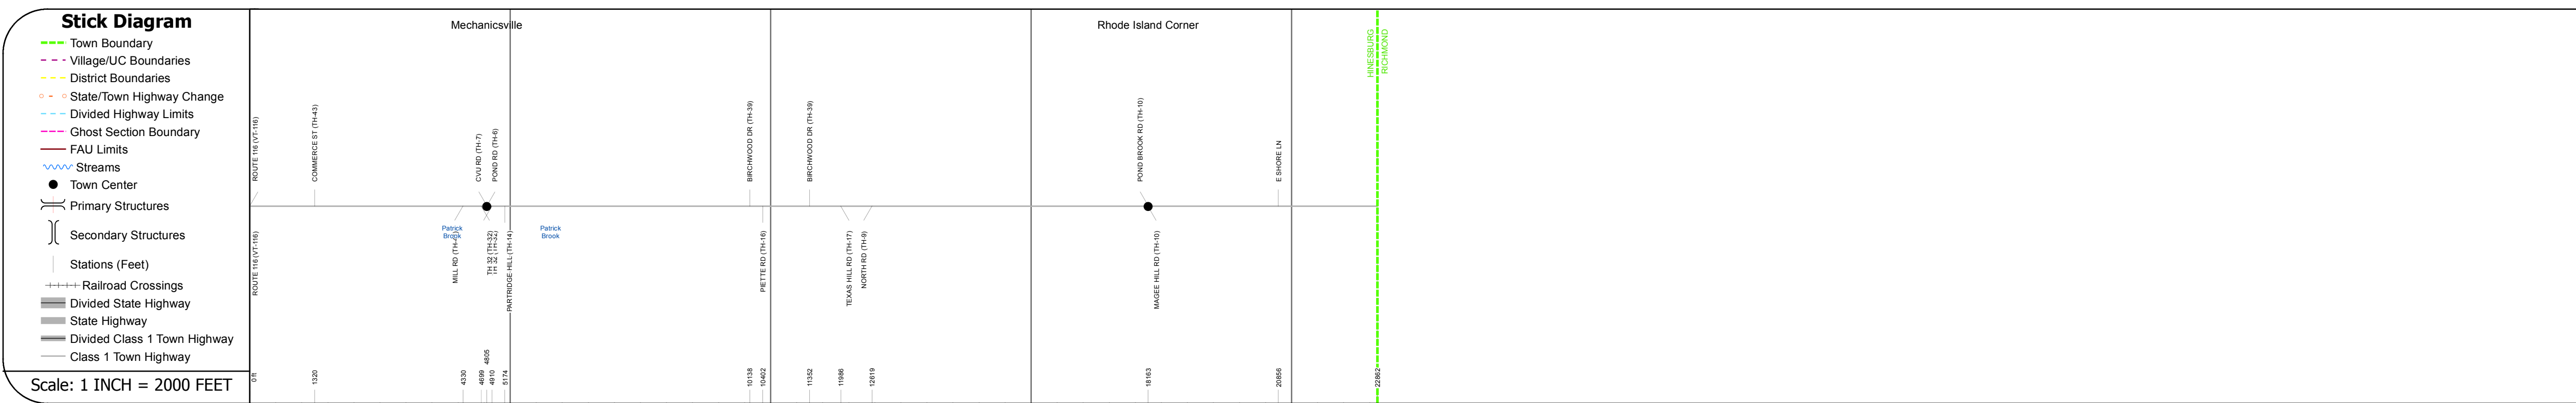 Stick Diagram
Town Boundary
Village/UC Boundaries
District Boundaries
State/Town Highway Change
Divided Highway Limits
Ghost Section Boundary
FAU Limits
Streams
Town Center
Primary Structures
Secondary Structures
Stations (Feet)
Railroad Crossings
Divided State Highway
State Highway
Divided Class 1 Town Highway
Class 1 Town Highway
Scale: 1 INCH = 2000 FEET
Mechanicsville
Rhode Island Corner
HINESBURG
RICHMOND
ROUTE 116 (VT-116)
COMMERCE ST (TH-43)
CVU RD (TH-7)
POND RD (TH-6)
BIRCHWOOD DR (TH-39)
BIRCHWOOD DR (TH-39)
POND BROOK RD (TH-10)
E SHORE LN
Patrick
Brook
Patrick
Brook
ROUTE 116 (VT-116)
MILL RD
TH 32 (TH-32)
TH 32 (TH-32)
PARTRIDGE HILL (TH-14)
PIETTE RD (TH-16)
TEXAS HILL RD (TH-17)
NORTH RD (TH-9)
MAGEE HILL RD (TH-10)
0 ft
1320
4330
4699
4805
4910
5174
10138
10402
11352
11986
12619
18163
20856
22862